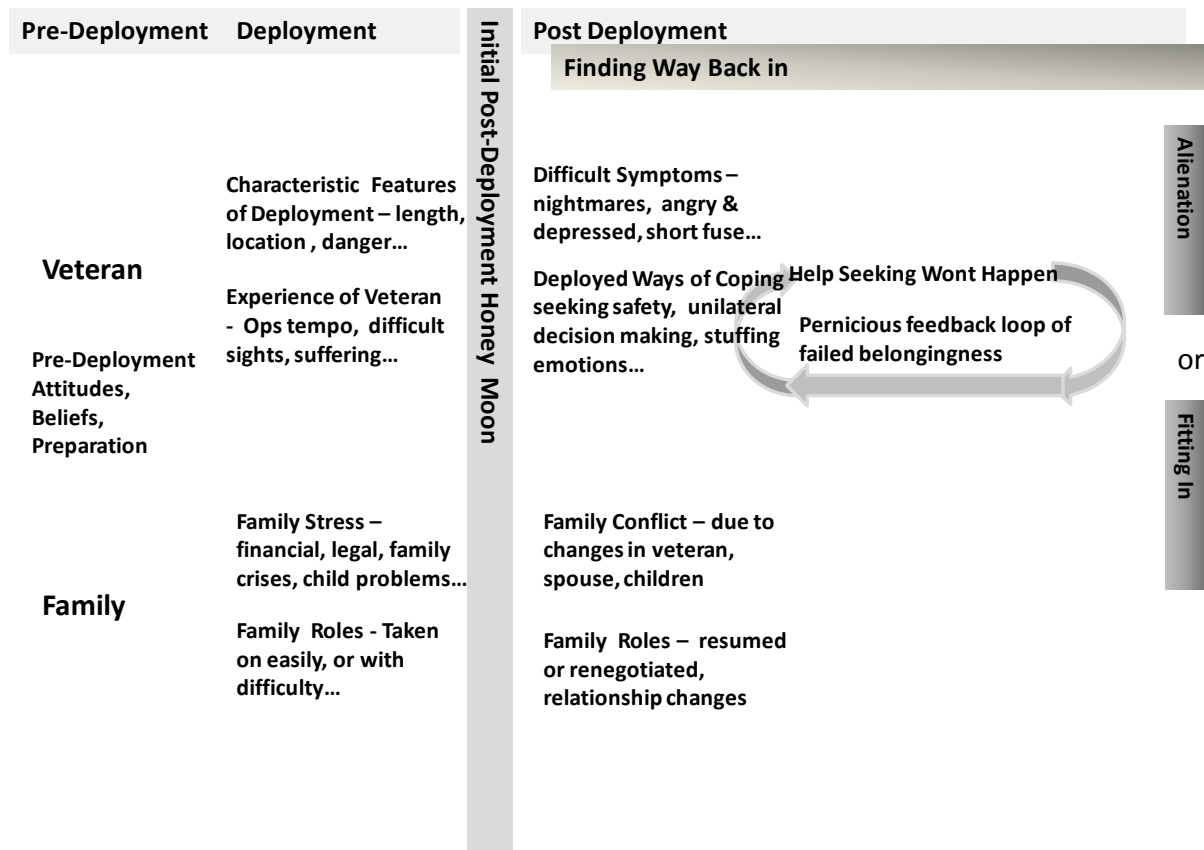 Pre-Deployment
Deployment
Initial Post-Deployment Honey Moon
Post Deployment
Finding Way Back in
Veteran
Pre-Deployment
Attitudes,
Beliefs,
Preparation
Characteristic Features
of Deployment – length,
location , danger…
Experience of Veteran
- Ops tempo, difficult
sights, suffering…
Difficult Symptoms –
nightmares, angry &
depressed, short fuse…
Deployed Ways of Coping
seeking safety, unilateral
decision making, stuffing
emotions…
Help Seeking Wont Happen
Pernicious feedback loop of
failed belongingness
Alienation
or
Fitting In
Family
Family Stress –
financial, legal, family
crises, child problems…
Family Roles - Taken
on easily, or with
difficulty…
Family Conflict – due to
changes in veteran,
spouse, children
Family Roles – resumed
or renegotiated,
relationship changes